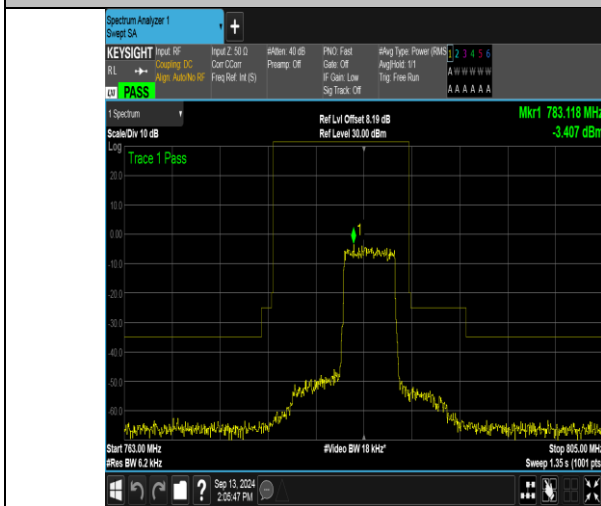 Spectrum Analyzer 1
Swept SA
+
KEYSIGHT Input: RF Input Z: 50 Ω #Atten: 40 dB PNO: Fast #Avg Type: Power (RMS 1 2 3 4 5 6
RL Coupling: DC Corr CCorr Preamp: Off Gate: Off Avg|Hold: 1/1 A W W W W W
Align: Auto/No RF Freq Ref: Int (S) IF Gain: Low Trig: Free Run
Sig Track: Off A A A A A A
LXI PASS
1 Spectrum Ref Lvl Offset 8.19 dB Mkr1 783.118 MHz
Scale/Div 10 dB Ref Level 30.00 dBm -3.407 dBm
Log
Trace 1 Pass
20.0
10.0
1
0.00
-10.0
-20.0
-30.0
-40.0
-50.0
-60.0
Start 763.00 MHz #Video BW 18 kHz* Stop 805.00 MHz
#Res BW 6.2 kHz Sweep 1.35 s (1001 pts
? Sep 13, 2024
2:05:47 PM